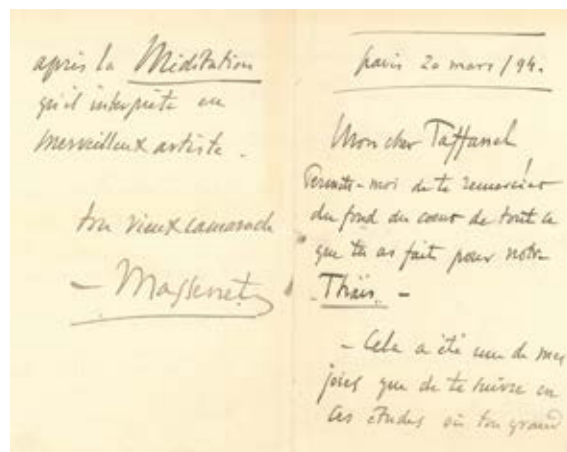 paris 20 mars/94.
Mon cher Taffanel
Permets-moi de te remercier
du fond du cœur de tout ce
que tu as fait pour notre
Thaïs. -
- Cela a été une de mes
joies que de te suivre en
ces études où ton grand
après la Méditation
qu'il interprète en
merveilleux artiste.
ton vieux camarade
- Massenet